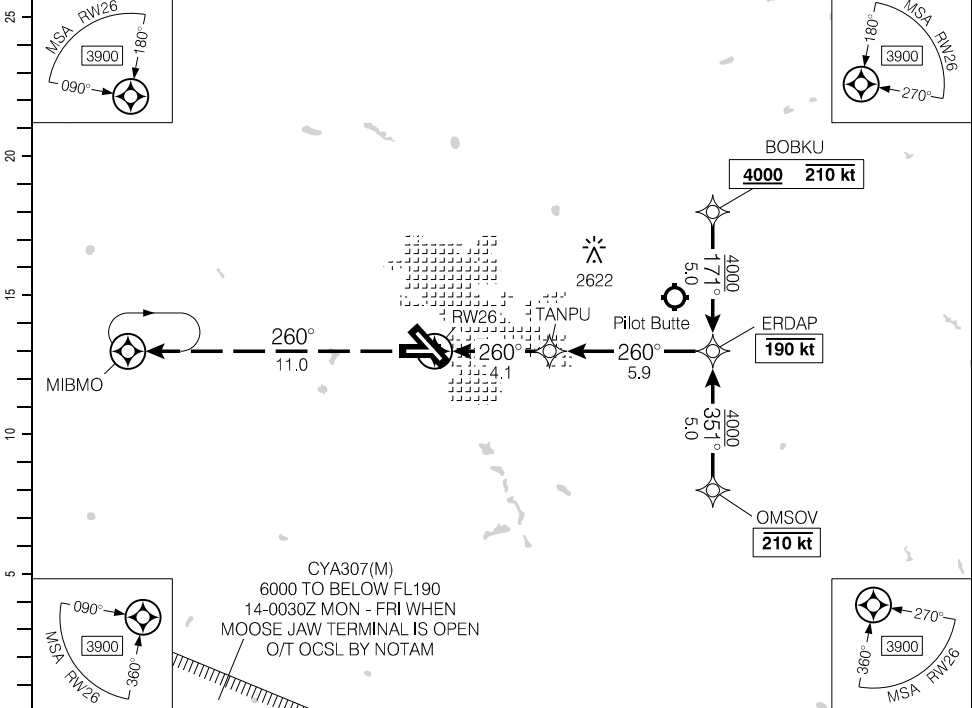 25
20
15
10
5
MSA RW26
3900
180°
090°
MSA RW26
3900
180°
270°
BOBKU
4000 210 kt
2622
4000
171°
5.0
RW26
TANPU
Pilot Butte
ERDAP
190 kt
260°
11.0
260°
4.1
260°
5.9
MIBMO
4000
351°
5.0
OMSOV
210 kt
CYA307(M)
6000 TO BELOW FL190
14-0030Z MON - FRI WHEN
MOOSE JAW TERMINAL IS OPEN
O/T OCSL BY NOTAM
090°
3900
360°
MSA RW26
270°
3900
360°
MSA RW26